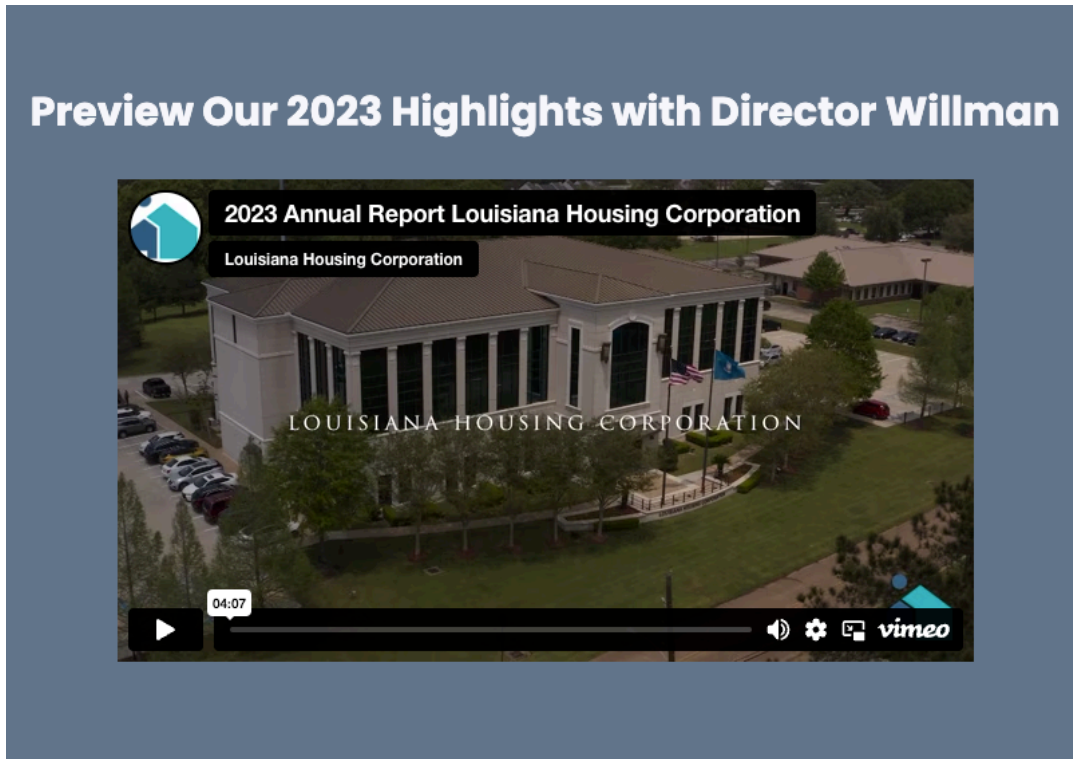 Preview Our 2023 Highlights with Director Willman
2023 Annual Report Louisiana Housing Corporation
Louisiana Housing Corporation
LOUISIANA HOUSING CORPORATION
04:07
vimeo